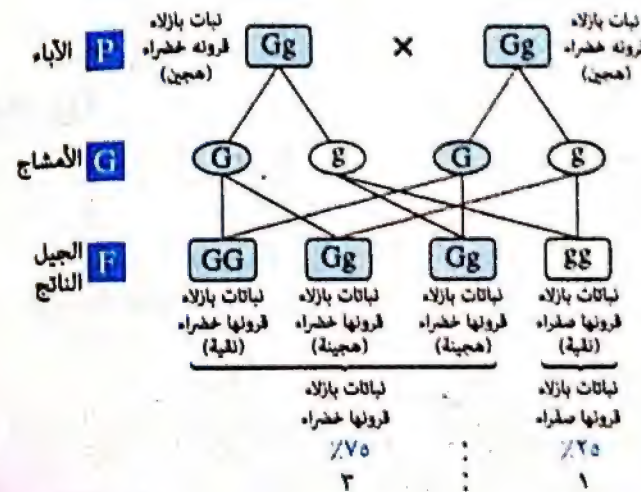 الآباء P
نبات بازلاء
قرونه خضراء
(هجين)
Gg × Gg
نبات بازلاء
قرونه خضراء
(هجين)
الأمشاج G
G g G g
الجيل
الناتج
F
GG Gg Gg gg
نباتات بازلاء نباتات بازلاء نباتات بازلاء نباتات بازلاء
قرونها خضراء قرونها خضراء قرونها خضراء قرونها صفراء
(نقية) (هجينة) (هجينة) (نقية)
نباتات بازلاء نباتات بازلاء
قرونها خضراء قرونها صفراء
٪٧٥ ٪٢٥
٣ : ١